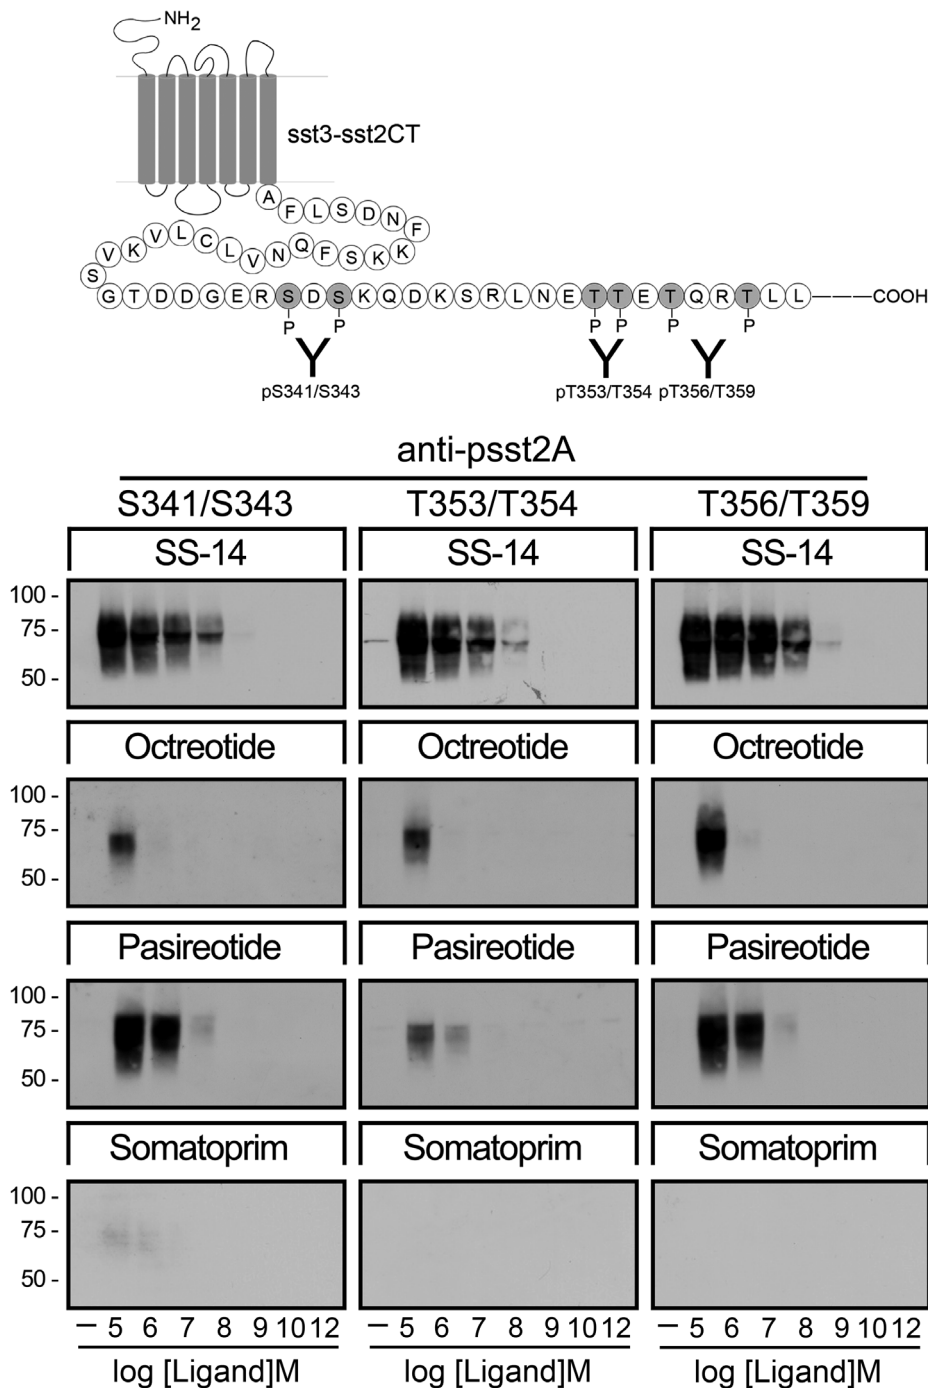 NH2
sst3-sst2CT
A F L S D N F
S V K V L C L V N Q F S K K
G T D D G E R S D S K Q D K S R L N E T T E T Q R T L L ———COOH
P P P P P P
pS341/S343 pT353/T354 pT356/T359
anti-psst2A
S341/S343 T353/T354 T356/T359
SS-14 SS-14 SS-14
100 -
75 -
50 -
Octreotide Octreotide Octreotide
100 -
75 -
50 -
Pasireotide Pasireotide Pasireotide
100 -
75 -
50 -
Somatoprim Somatoprim Somatoprim
100 -
75 -
50 -
– 5 6 7 8 9 10 12 – 5 6 7 8 9 10 12 – 5 6 7 8 9 10 12
log [Ligand]M log [Ligand]M log [Ligand]M